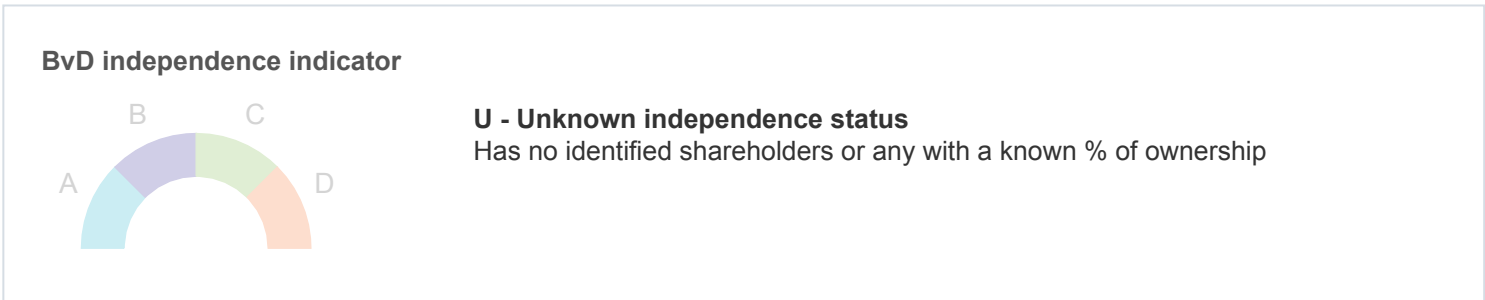 BvD independence indicator
B
C
A
D
U - Unknown independence status
Has no identified shareholders or any with a known % of ownership